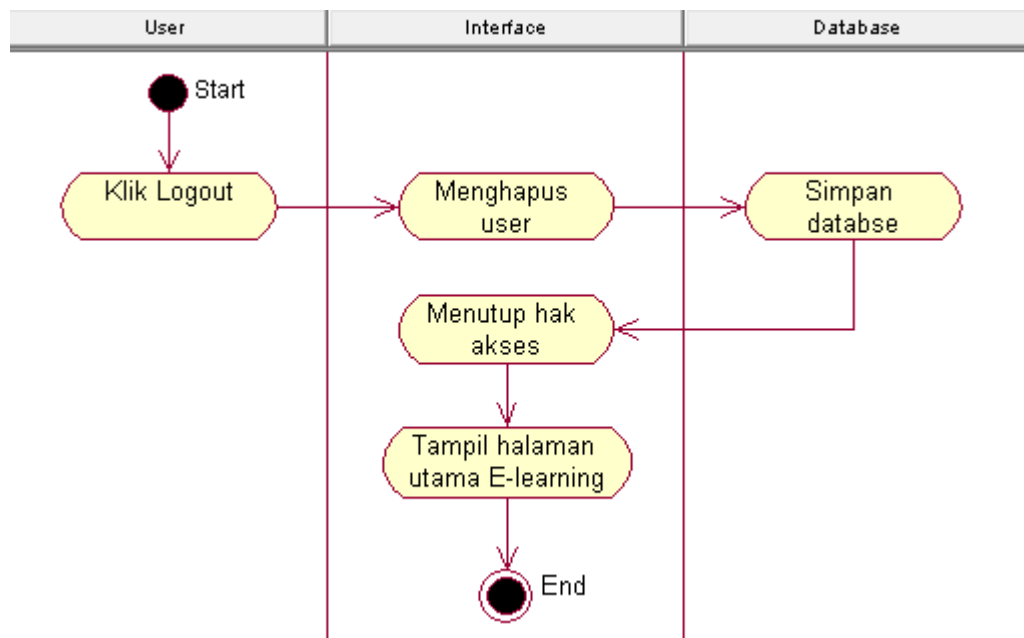 User
Interface
Database
Start
Klik Logout
Menghapus
user
Simpan
databse
Menutup hak
akses
Tampil halaman
utama E-learning
End